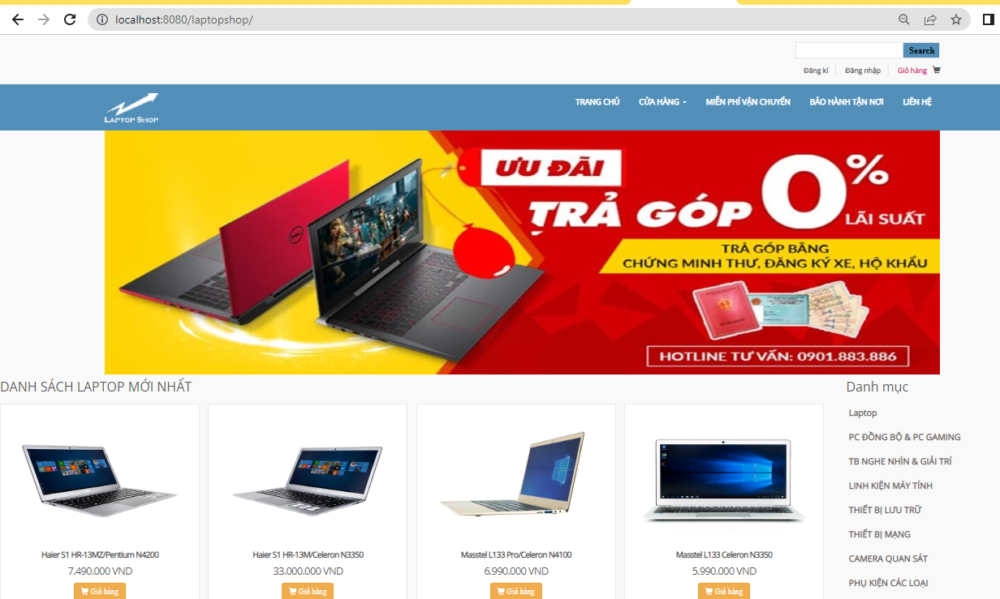 localhost:8080/laptopshop/
Search
Đăng kí Đăng nhập Giỏ hàng
LAPTOP SHOP
TRANG CHỦ CỬA HÀNG MIỄN PHÍ VẬN CHUYỂN BẢO HÀNH TẬN NƠI LIÊN HỆ
ƯU ĐÃI
TRẢ GÓP 0%
LÃI SUẤT
TRẢ GÓP BẰNG
CHỨNG MINH THƯ, ĐĂNG KÝ XE, HỘ KHẨU
HOTLINE TƯ VẤN: 0901.883.886
DANH SÁCH LAPTOP MỚI NHẤT
Haier S1 HR-13MZ/Pentium N4200
7.490.000 VND
Giỏ hàng
Haier S1 HR-13M/Celeron N3350
33.000.000 VND
Giỏ hàng
Masstel L133 Pro/Celeron N4100
6.990.000 VND
Giỏ hàng
Masstel L133 Celeron N3350
5.990.000 VND
Giỏ hàng
Danh mục
Laptop
PC ĐỒNG BỘ & PC GAMING
TB NGHE NHÌN & GIẢI TRÍ
LINH KIỆN MÁY TÍNH
THIẾT BỊ LƯU TRỮ
THIẾT BỊ MẠNG
CAMERA QUAN SÁT
PHỤ KIỆN CÁC LOẠI